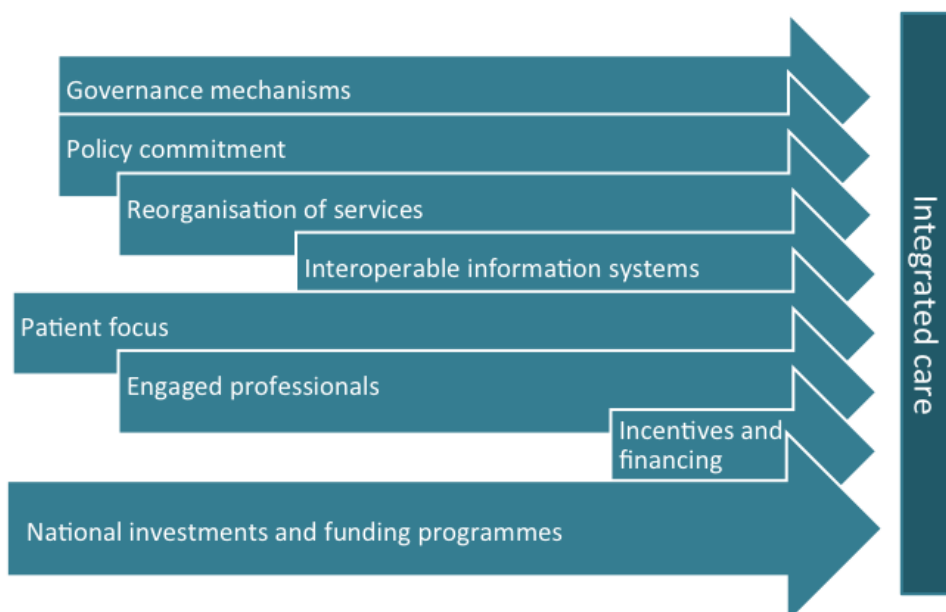 Governance mechanisms
Policy commitment
Reorganisation of services
Interoperable information systems
Patient focus
Engaged professionals
Incentives and
financing
National investments and funding programmes
Integrated care